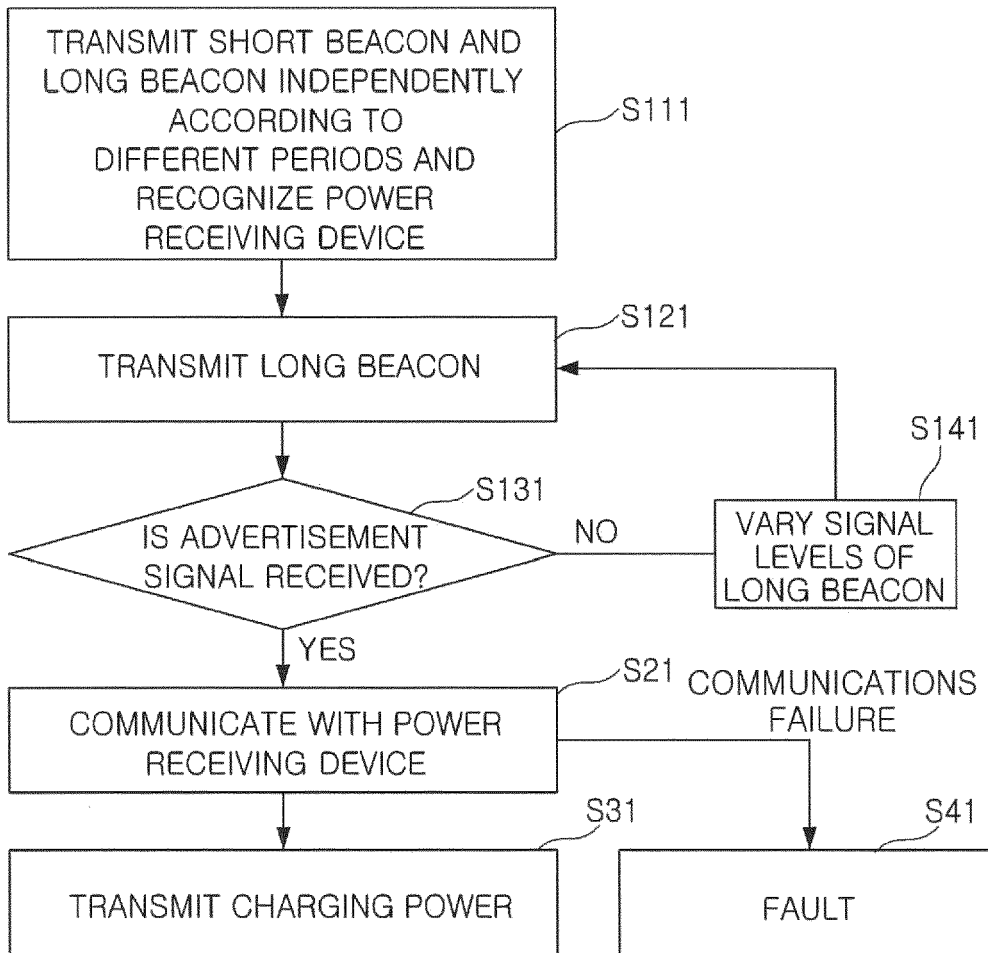 TRANSMIT SHORT BEACON AND
LONG BEACON INDEPENDENTLY
ACCORDING TO
DIFFERENT PERIODS AND
RECOGNIZE POWER
RECEIVING DEVICE
S111
S121
TRANSMIT LONG BEACON
S141
S131
IS ADVERTISEMENT
SIGNAL RECEIVED?
NO
VARY SIGNAL
LEVELS OF
LONG BEACON
YES
S21
COMMUNICATIONS
FAILURE
COMMUNICATE WITH POWER
RECEIVING DEVICE
S31
S41
TRANSMIT CHARGING POWER
FAULT